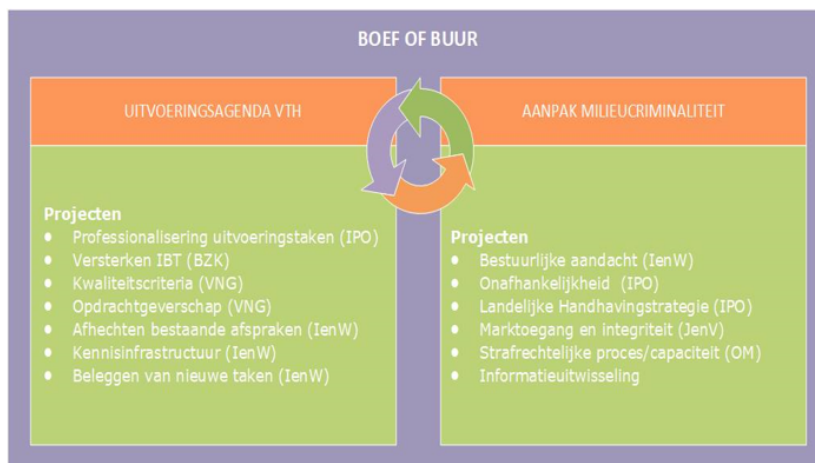 BOEF OF BUUR
UITVOERINGSAGENDA VTH
Projecten
• Professionalisering uitvoeringstaken (IPO)
• Versterken IBT (BZK)
• Kwaliteitscriteria (VNG)
• Opdrachtgeverschap (VNG)
• Afhechten bestaande afspraken (IenW)
• Kennisinfrastructuur (IenW)
• Beleggen van nieuwe taken (IenW)
AANPAK MILIEUCRIMINALITEIT
Projecten
• Bestuurlijke aandacht (IenW)
• Onafhankelijkheid (IPO)
• Landelijke Handhavingstrategie (IPO)
• Marktoegang en integriteit (JenV)
• Strafrechtelijke proces/capaciteit (OM)
• Informatieuitwisseling